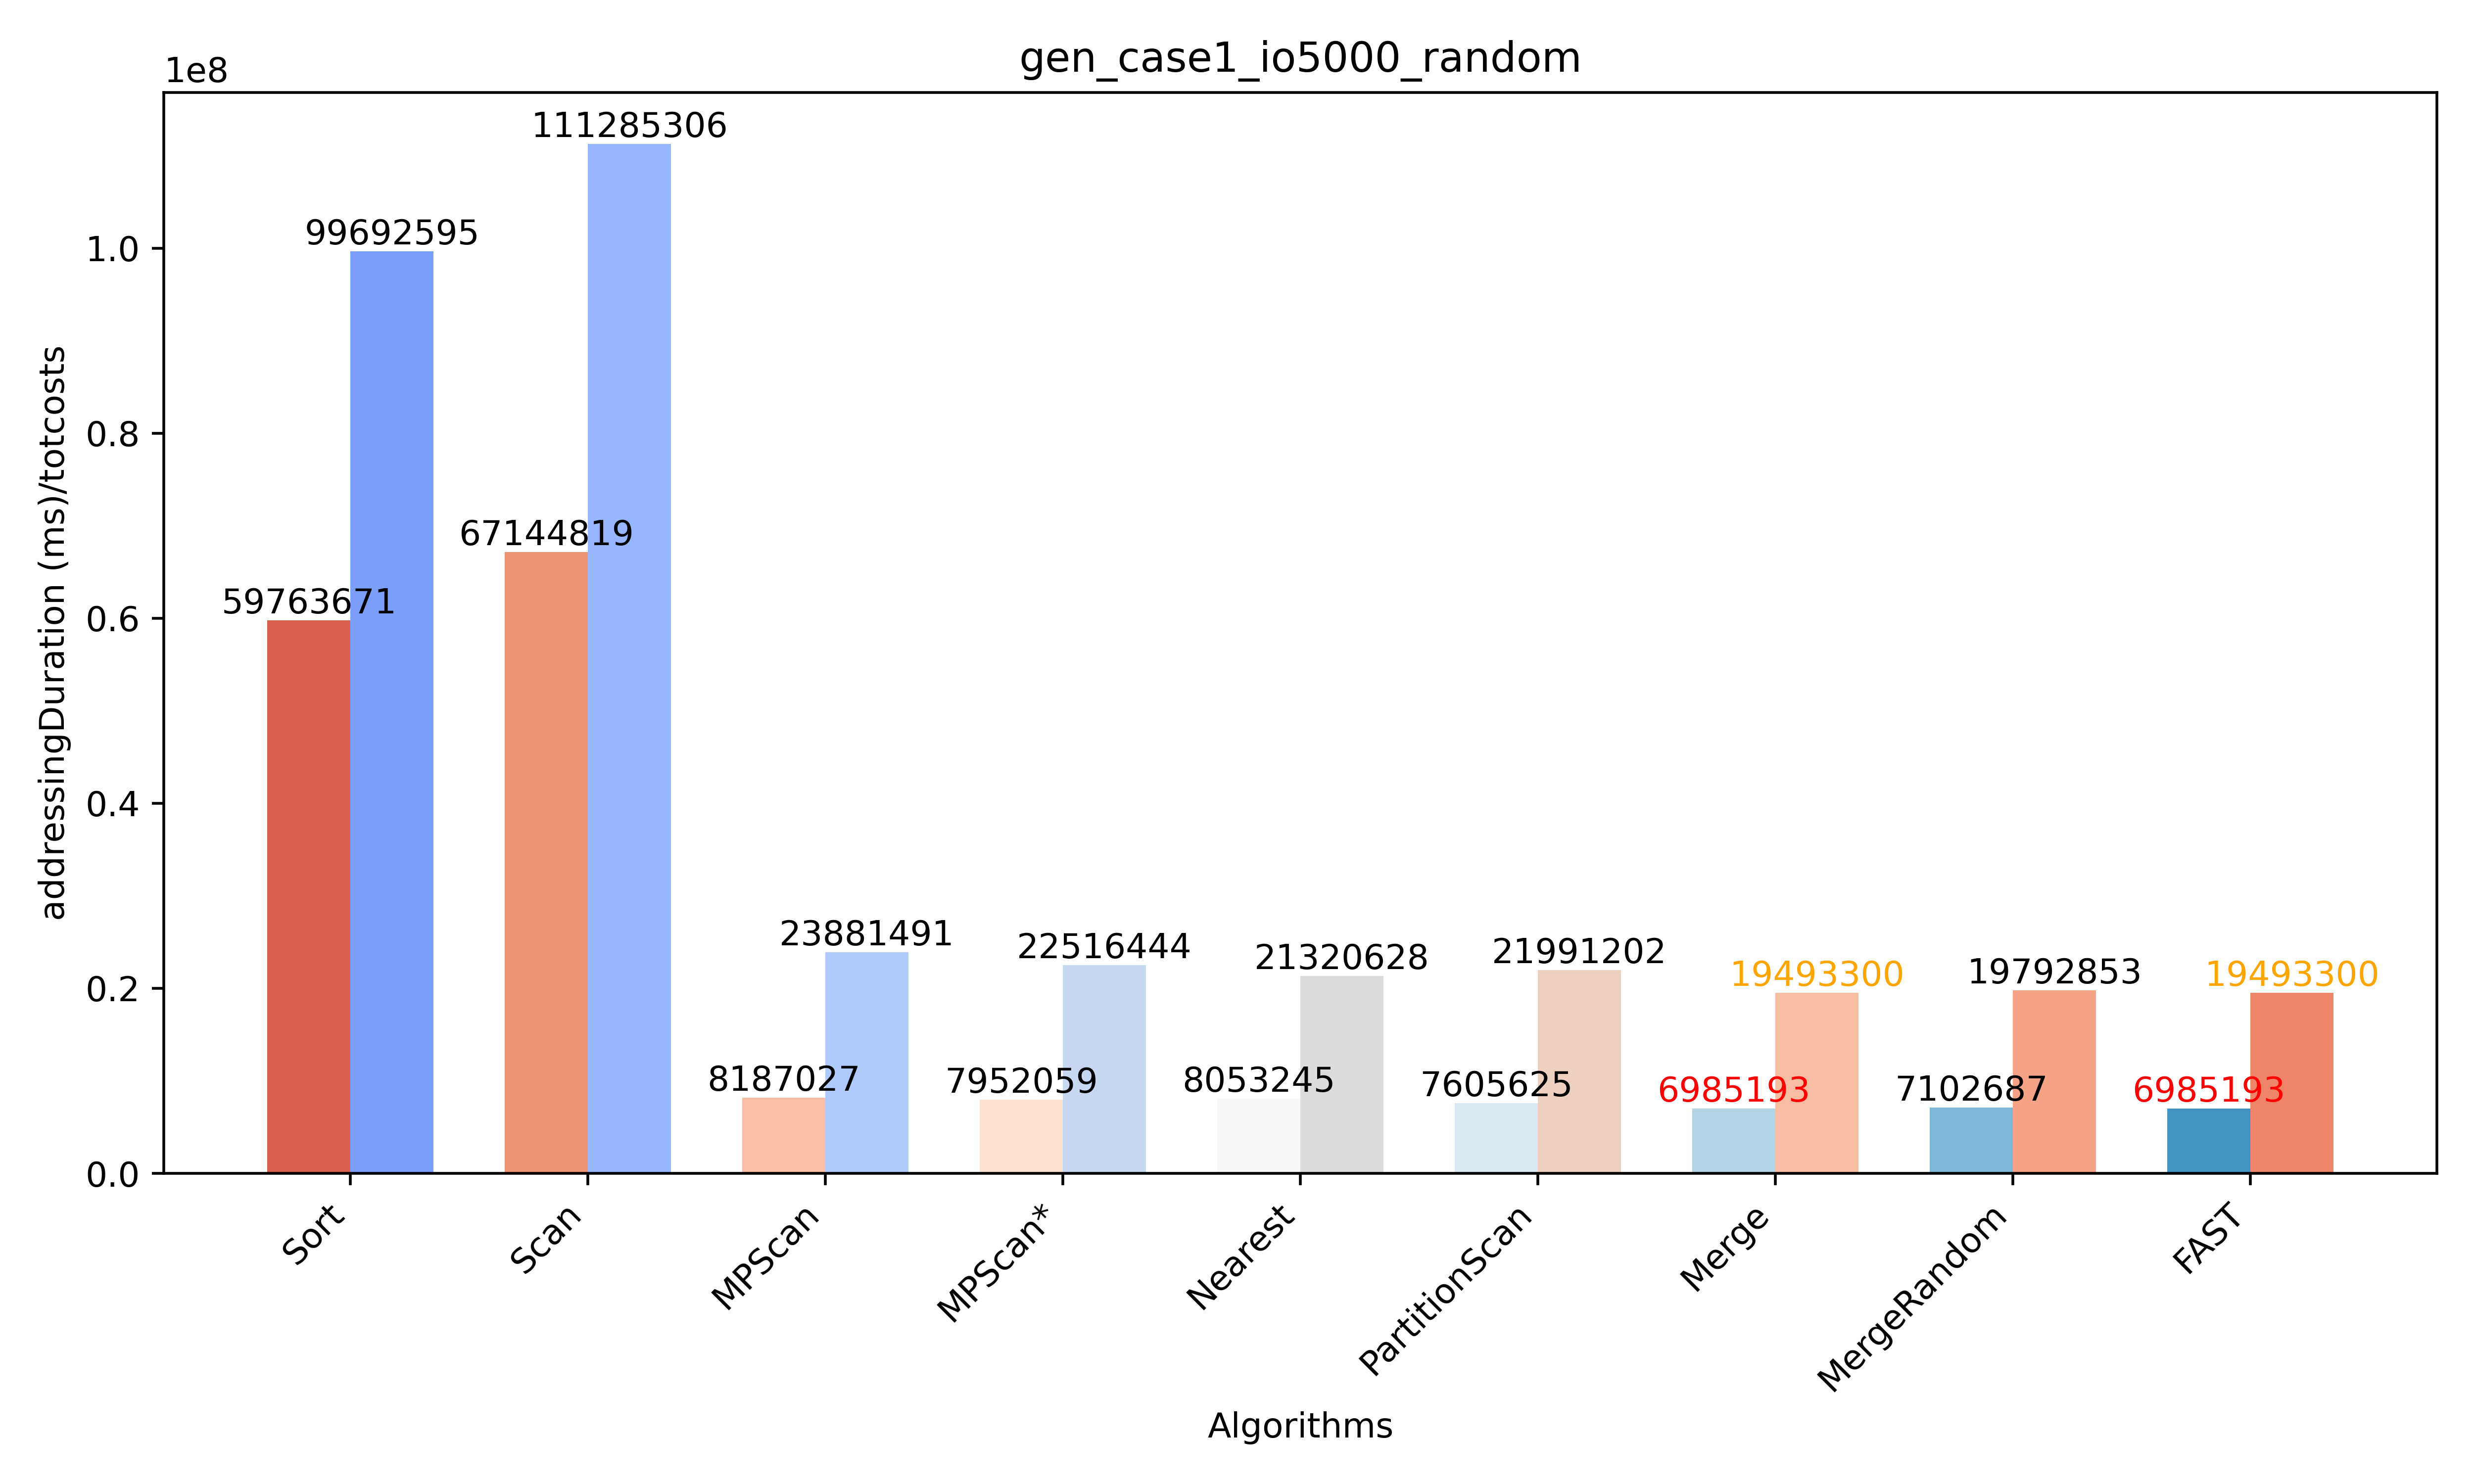 gen_case1_io5000_random
1e8
addressingDuration (ms)/totcosts
1.0
0.8
0.6
0.4
0.2
0.0
59763671
99692595
67144819
111285306
8187027
23881491
7952059
22516444
8053245
21320628
7605625
21991202
6985193
19493300
7102687
19792853
6985193
19493300
Sort
Scan
MPScan
MPScan*
Nearest
PartitionScan
Merge
MergeRandom
FAST
Algorithms